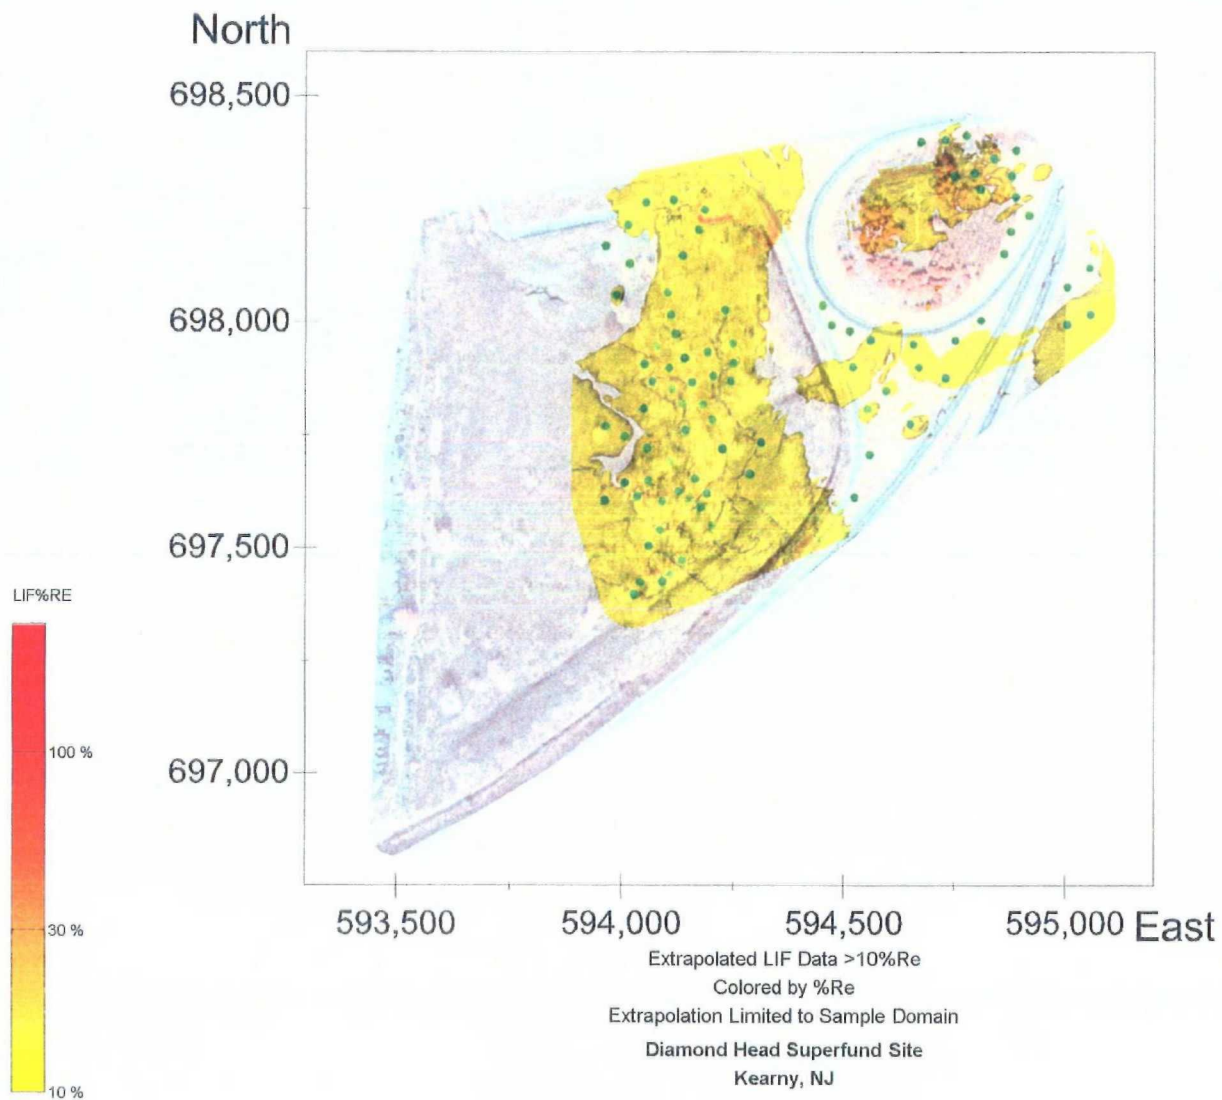 North
698,500
698,000
697,500
697,000
593,500 594,000 594,500 595,000 East
LIF%RE
100 %
30 %
10 %
Extrapolated LIF Data >10%Re
Colored by %Re
Extrapolation Limited to Sample Domain
Diamond Head Superfund Site
Kearny, NJ